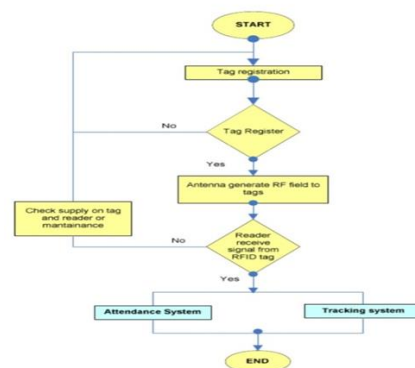 START
Tag registration
No
Tag Register
Yes
Antenna generate RF field to
tags
Check supply on tag
and reader or
mantainance
No
Reader
receive
signal from
RFID tag
Yes
Attendance System
Tracking system
END